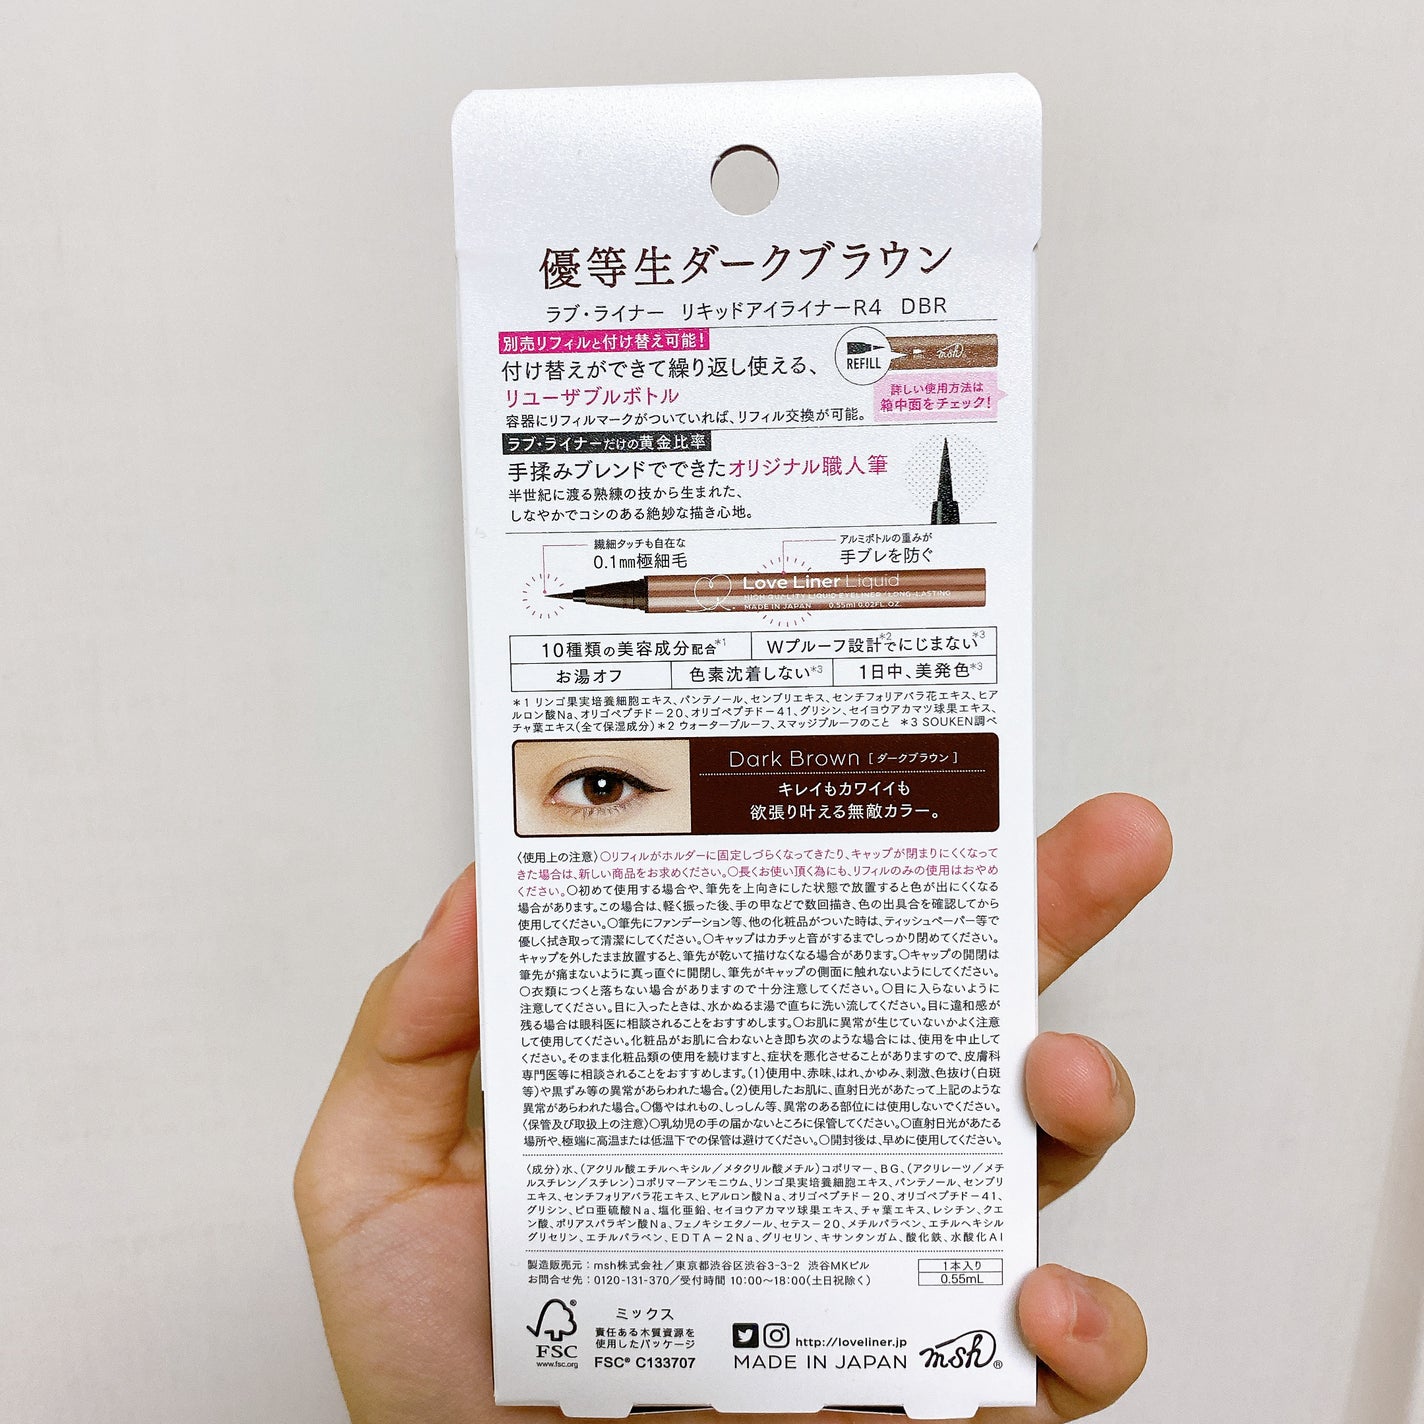 優等生ダークブラウン
ラブ・ライナー リキッドアイライナーR4 DBR
別売リフィルと付け替え可能!
付け替えができて繰り返し使える、
リユーザブルボトル
容器にリフィルマークがついていれば、リフィル交換が可能。
REFILL
msh®
詳しい使用方法は
箱中面をチェック!
ラブ・ライナーだけの黄金比率
手揉みブレンドでできたオリジナル職人筆
半世紀に渡る熟練の技から生まれた、
しなやかでコシのある絶妙な描き心地。
繊細タッチも自在な
0.1mm極細毛
アルミボトルの重みが
手ブレを防ぐ
Love Liner Liquid
HIGH QUALITY LIQUID EYELINER / LONG-LASTING
MADE IN JAPAN 0.55ml 0.02FL.OZ.
10種類の美容成分配合*1 Wプルーフ設計*2でにじまない*3
お湯オフ 色素沈着しない*3 1日中、美発色*3
*1 リンゴ果実培養細胞エキス、パンテノール、センブリエキス、センチフォリアバラ花エキス、ヒア
ルロン酸Na、オリゴペプチド-20、オリゴペプチド-41、グリシン、セイヨウアカマツ球果エキス、
チャ葉エキス(全て保湿成分) *2 ウォータープルーフ、スマッジプルーフのこと *3 SOUKEN調べ
Dark Brown [ダークブラウン]
キレイもカワイイも
欲張り叶える無敵カラー。
〈使用上の注意〉○リフィルがホルダーに固定しづらくなってきたり、キャップが閉まりにくくなって
きた場合は、新しい商品をお求めください。○長くお使い頂く為にも、リフィルのみの使用はおやめ
ください。○初めて使用する場合や、筆先を上向きにした状態で放置すると色が出にくくなる
場合があります。この場合は、軽く振った後、手の甲などで数回描き、色の出具合を確認してから
使用してください。○筆先にファンデーション等、他の化粧品がついた時は、ティッシュペーパー等で
優しく拭き取って清潔にしてください。○キャップはカチッと音がするまでしっかり閉めてください。
キャップを外したまま放置すると、筆先が乾いて描けなくなる場合があります。○キャップの開閉は
筆先が痛まないように真っ直ぐに開閉し、筆先がキャップの側面に触れないようにしてください。
○衣類につくと落ちない場合がありますので十分注意してください。○目に入らないように
注意してください。目に入ったときは、水かぬるま湯で直ちに洗い流してください。目に違和感が
残る場合は眼科医に相談されることをおすすめします。○お肌に異常が生じていないかよく注意
して使用してください。化粧品がお肌に合わないとき即ち次のような場合には、使用を中止して
ください。そのまま化粧品類の使用を続けますと、症状を悪化させることがありますので、皮膚科
専門医等に相談されることをおすすめします。(1)使用中、赤味、はれ、かゆみ、刺激、色抜け(白斑
等)や黒ずみ等の異常があらわれた場合。(2)使用したお肌に、直射日光があたって上記のような
異常があらわれた場合。○傷やはれもの、しっしん等、異常のある部位には使用しないでください。
〈保管及び取扱上の注意〉○乳幼児の手の届かないところに保管してください。○直射日光があたる
場所や、極端に高温または低温下での保管は避けてください。○開封後は、早めに使用してください。
〈成分〉水、(アクリル酸エチルヘキシル/メタクリル酸メチル)コポリマー、BG、(アクリレーツ/メチ
ルスチレン/スチレン)コポリマーアンモニウム、リンゴ果実培養細胞エキス、パンテノール、センブリ
エキス、センチフォリアバラ花エキス、ヒアルロン酸Na、オリゴペプチド-20、オリゴペプチド-41、
グリシン、ピロ亜硫酸Na、塩化亜鉛、セイヨウアカマツ球果エキス、チャ葉エキス、レシチン、クエ
ン酸、ポリアスパラギン酸Na、フェノキシエタノール、セテス-20、メチルパラベン、エチルヘキシル
グリセリン、エチルパラベン、EDTA-2Na、グリセリン、キサンタンガム、酸化鉄、水酸化Al
製造販売元:msh株式会社/東京都渋谷区渋谷3-3-2 渋谷MKビル
お問合せ先:0120-131-370/受付時間 10:00~18:00(土日祝除く)
1本入り
0.55mL
FSC®
www.fsc.org
ミックス
責任ある木質資源を
使用したパッケージ
FSC® C133707
http://loveliner.jp
MADE IN JAPAN
msh®